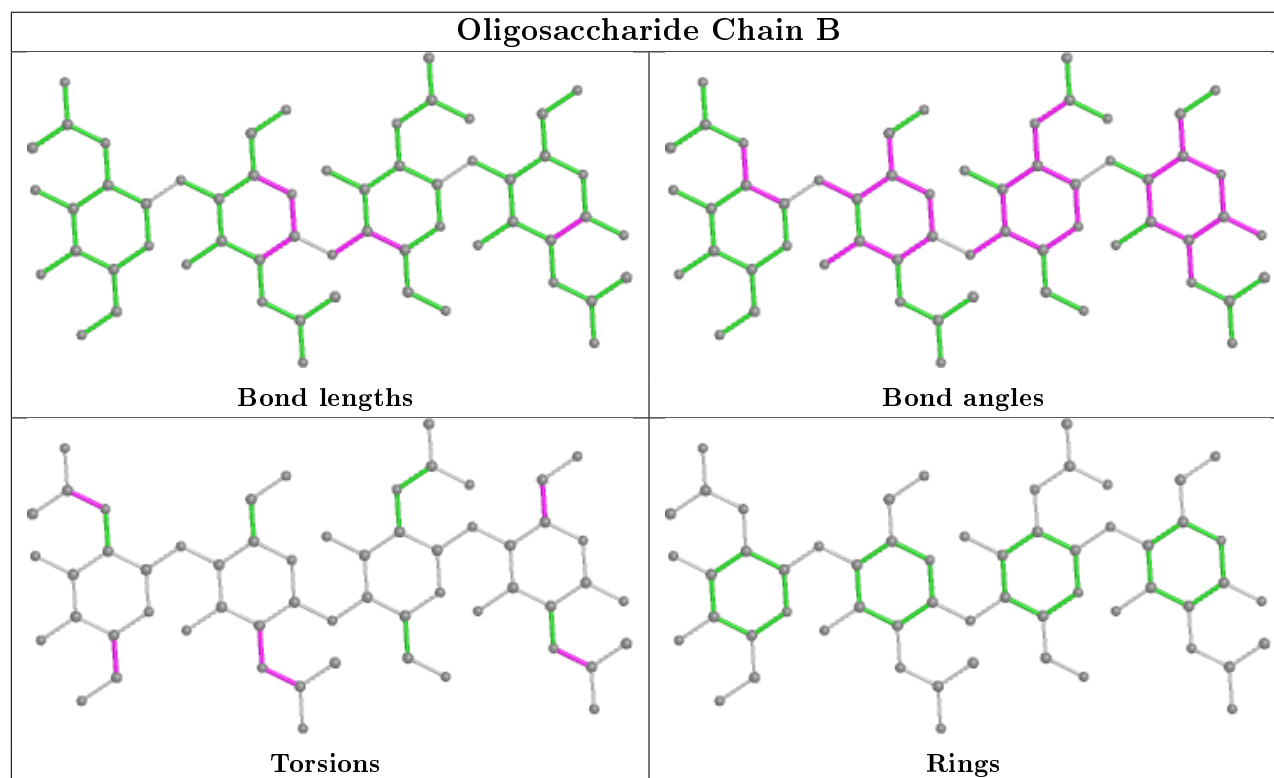 Oligosaccharide Chain B
Bond lengths
Bond angles
Torsions
Rings